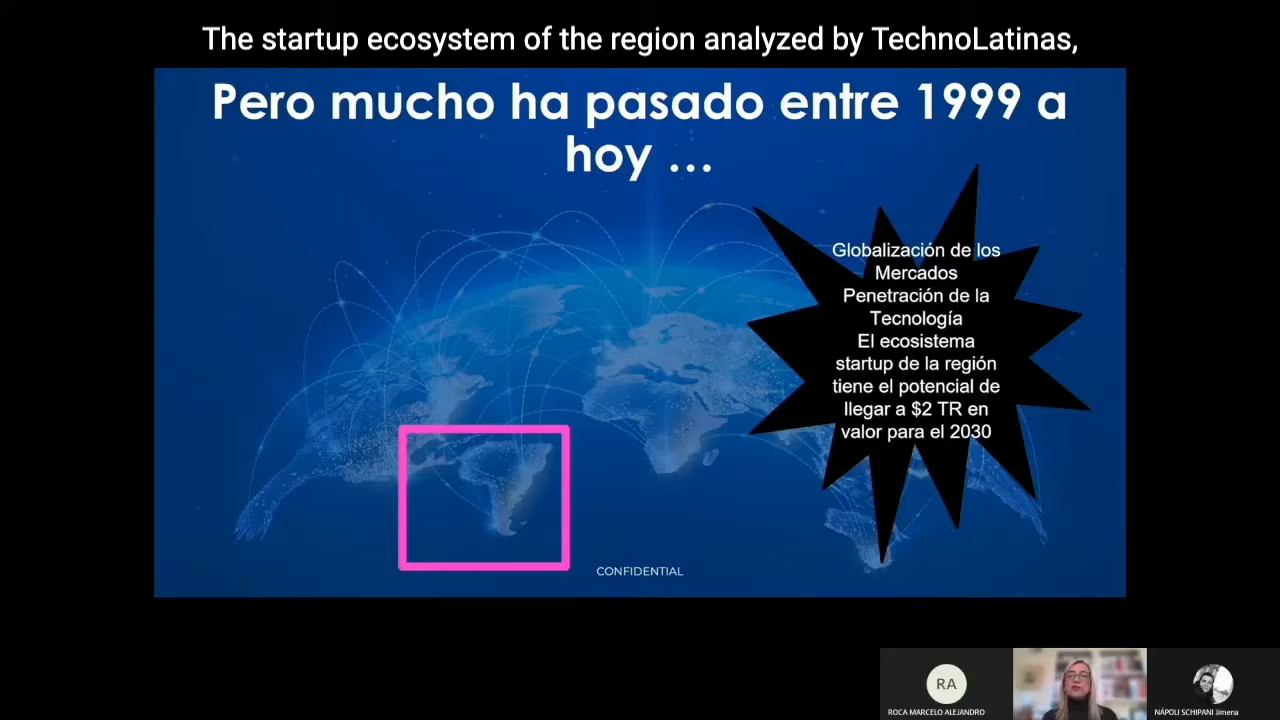 The startup ecosystem of the region analyzed by TechnoLatinas,
Pero mucho ha pasado entre 1999 a
hoy ...
Globalización de los
Mercados
Penetración de la
Tecnología
El ecosistema
startup de la región
tiene el potencial de
llegar a $2 TR en
valor para el 2030
CONFIDENTIAL
RA
ROCA MARCELO ALEJANDRO
NÁPOLI SCHIPANI Jimena